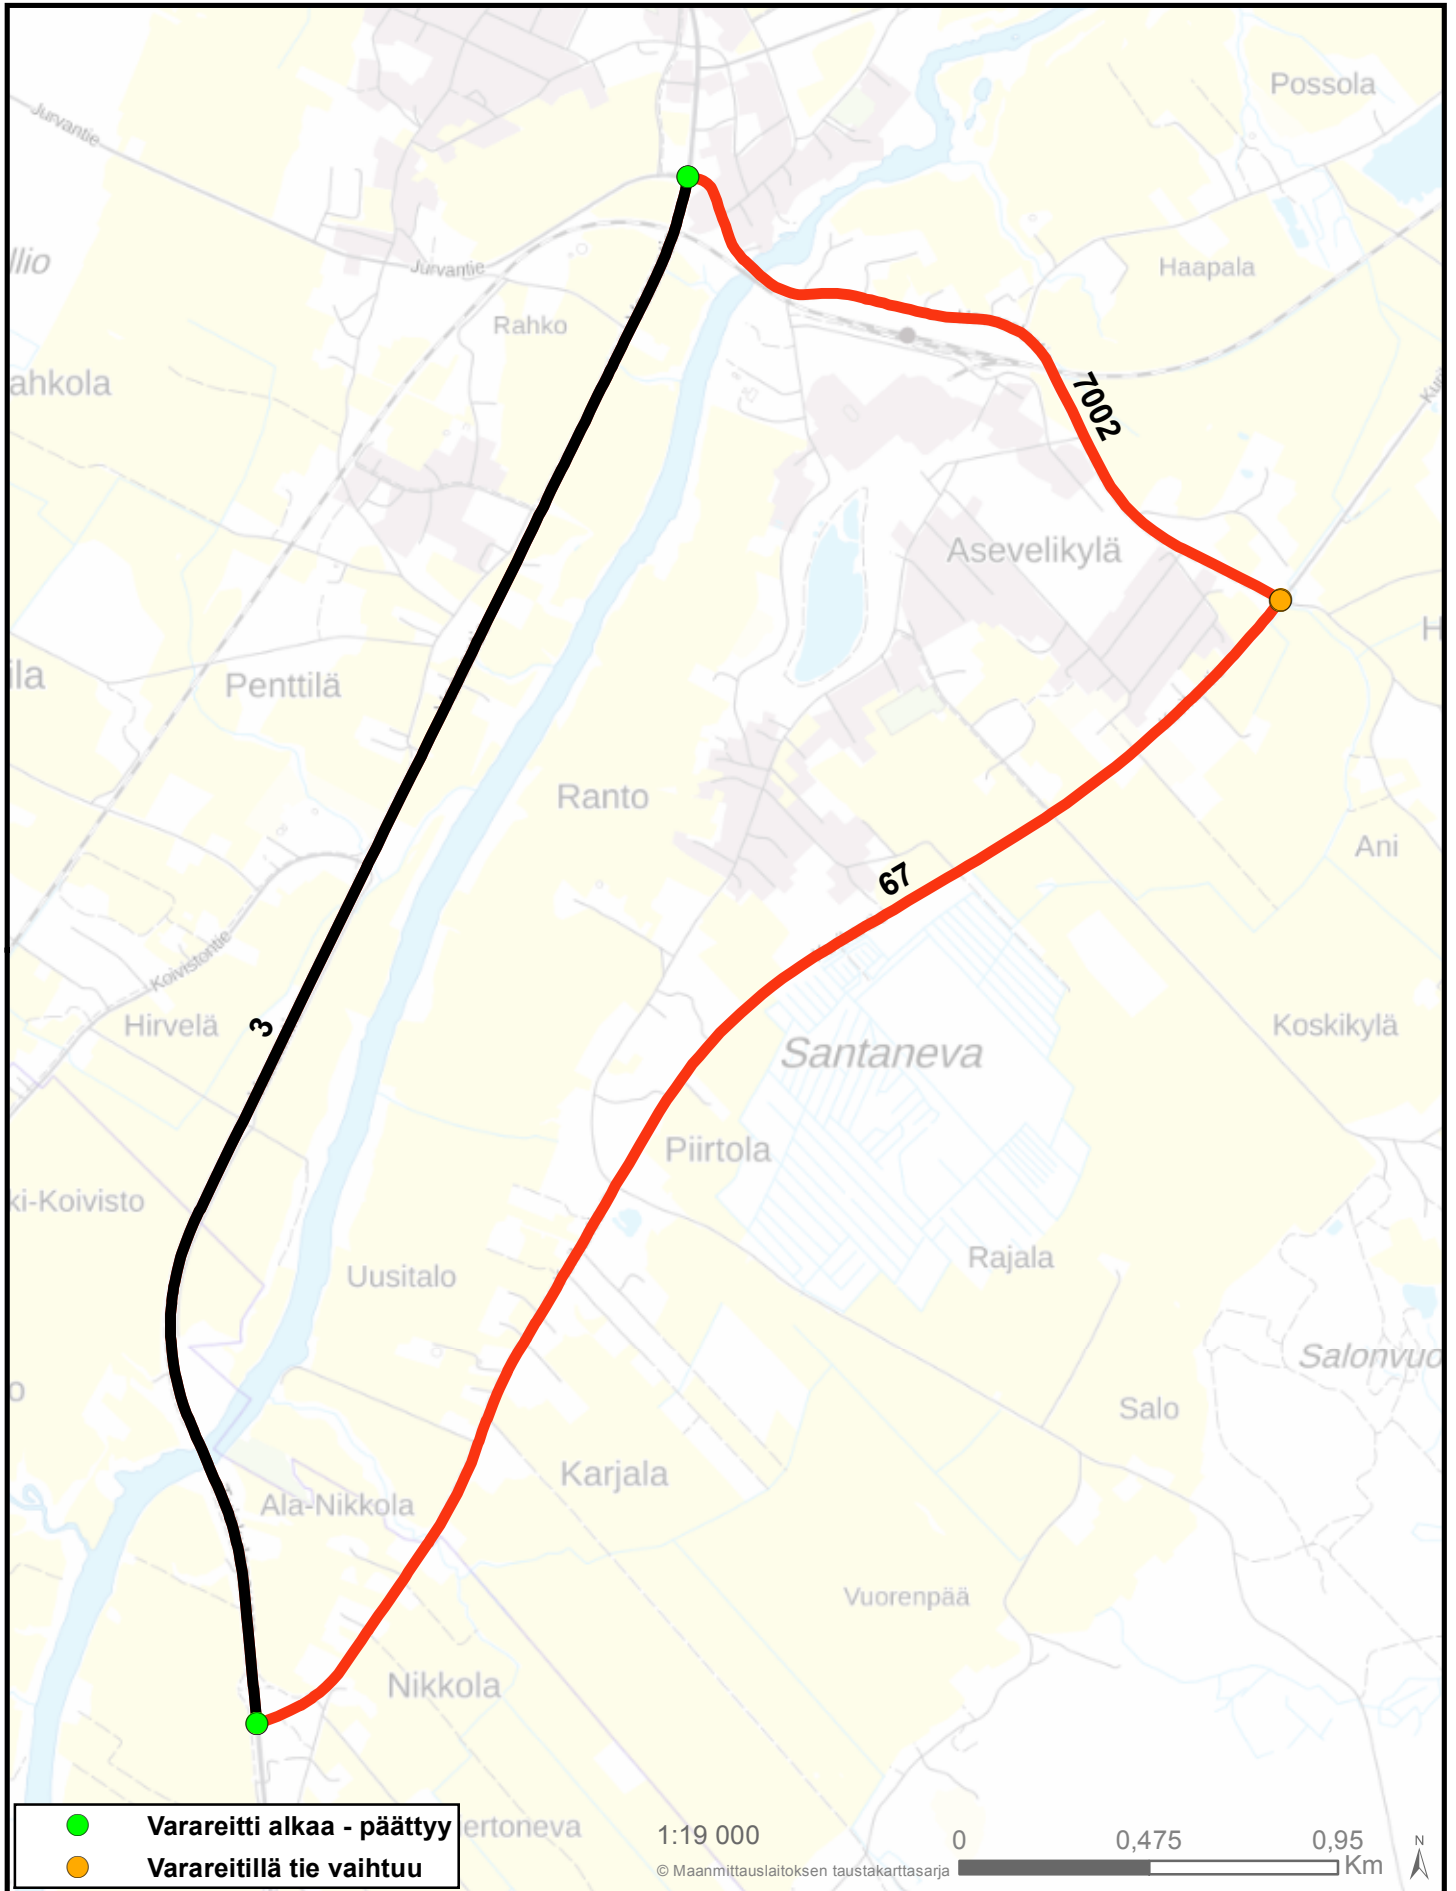 Possola
Jurvantie
llio
Jurvantie
Haapala
Rahko
ahkola
7002
Asevelikylä
H
ila
Penttilä
Ranto
Ani
67
Koivistontie
Hirvelä
3
Koskikylä
Santaneva
Piirtola
ki-Koivisto
Rajala
Uusitalo
Salonvuo
o
Salo
Karjala
Ala-Nikkola
Vuorenpää
Nikkola
Varareitti alkaa - päättyy
Varareitillä tie vaihtuu
ertoneva
1:19 000
© Maanmittauslaitoksen taustakarttasarja
0 0,475 0,95
Km
N